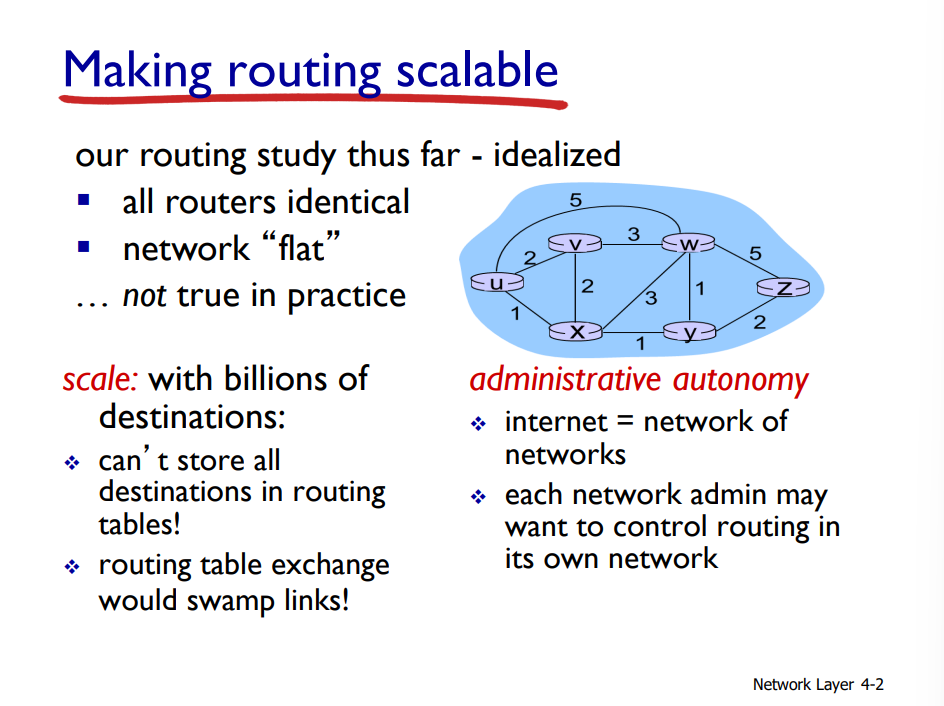 Making routing scalable
our routing study thus far - idealized
▪ all routers identical
▪ network “flat”
… not true in practice
5
3
v
w
2
5
u
2
3
1
z
1
x
y
2
1
scale: with billions of
destinations:
❖ can’t store all
destinations in routing
tables!
❖ routing table exchange
would swamp links!
administrative autonomy
❖ internet = network of
networks
❖ each network admin may
want to control routing in
its own network
Network Layer 4-2